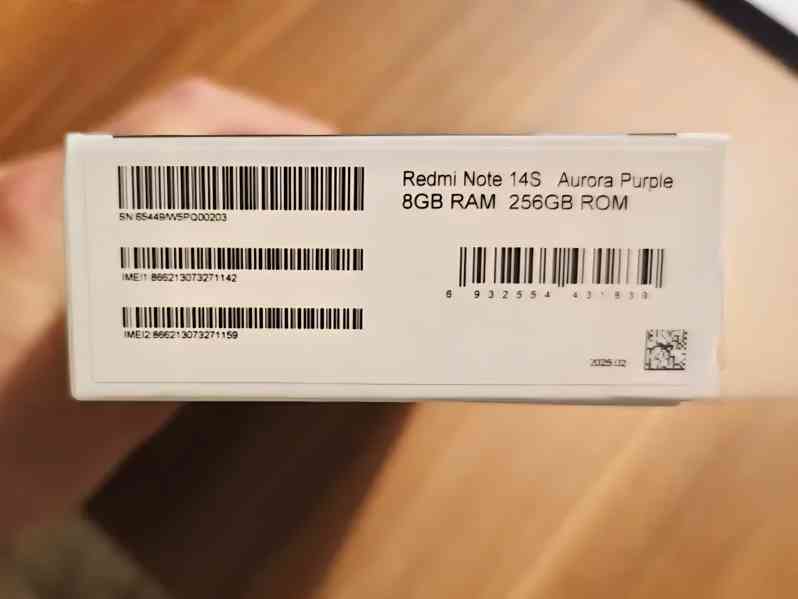 SN:65449/W5PQ00203
IMEI1:866213073271142
IMEI2:866213073271159
Redmi Note 14S Aurora Purple
8GB RAM 256GB ROM
6 932554 431839
2025.02